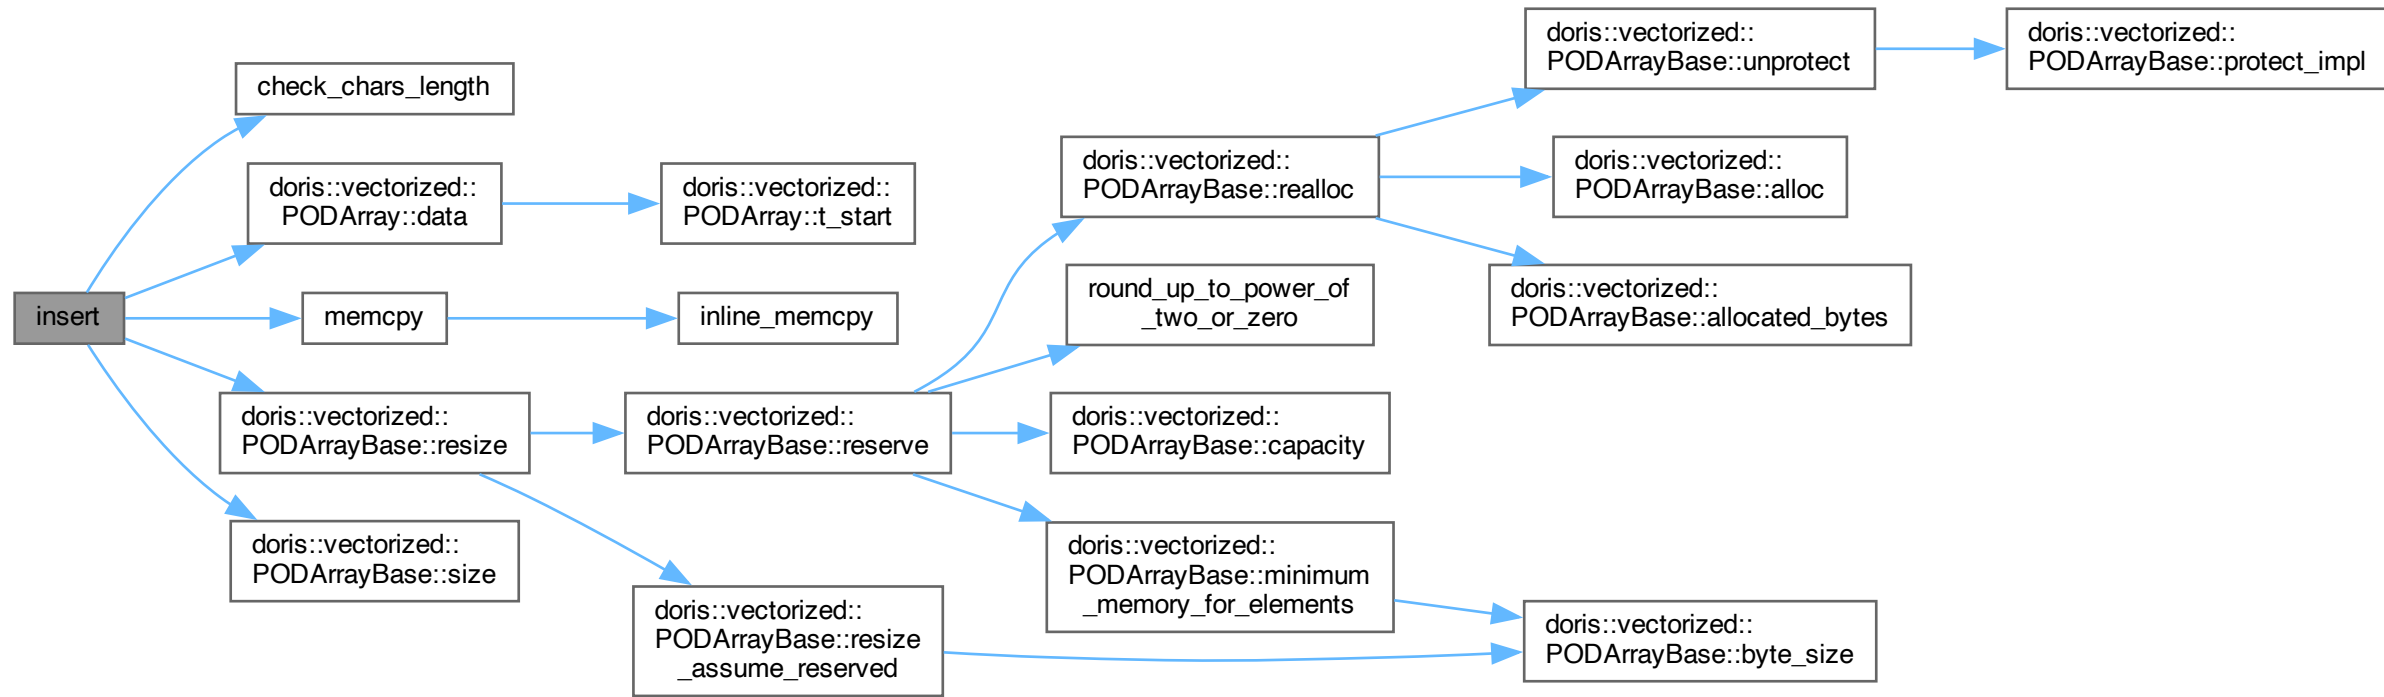 insert
check_chars_length
doris::vectorized::
PODArray::data
doris::vectorized::
PODArray::t_start
memcpy
inline_memcpy
doris::vectorized::
PODArrayBase::resize
doris::vectorized::
PODArrayBase::size
doris::vectorized::
PODArrayBase::reserve
doris::vectorized::
PODArrayBase::resize
_assume_reserved
doris::vectorized::
PODArrayBase::realloc
round_up_to_power_of
_two_or_zero
doris::vectorized::
PODArrayBase::capacity
doris::vectorized::
PODArrayBase::minimum
_memory_for_elements
doris::vectorized::
PODArrayBase::unprotect
doris::vectorized::
PODArrayBase::protect_impl
doris::vectorized::
PODArrayBase::alloc
doris::vectorized::
PODArrayBase::allocated_bytes
doris::vectorized::
PODArrayBase::byte_size